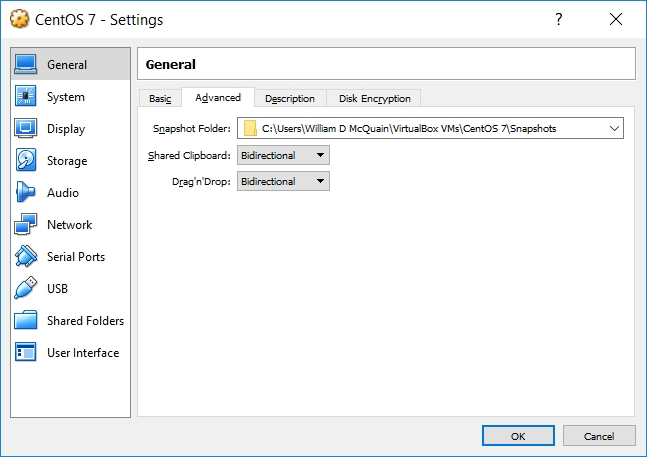 CentOS 7 - Settings
?
General
System
Display
Storage
Audio
Network
Serial Ports
USB
Shared Folders
User Interface
General
Basic Advanced Description Disk Encryption
Snapshot Folder: C:\Users\William D McQuain\VirtualBox VMs\CentOS 7\Snapshots
Shared Clipboard: Bidirectional
Drag'n'Drop: Bidirectional
OK Cancel